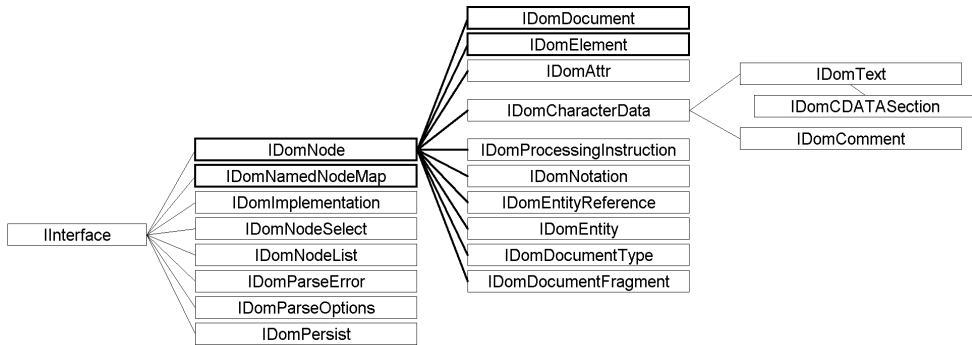 IInterface
IDomNode
IDomNamedNodeMap
IDomImplementation
IDomNodeSelect
IDomNodeList
IDomParseError
IDomParseOptions
IDomPersist
IDomDocument
IDomElement
IDomAttr
IDomCharacterData
IDomProcessingInstruction
IDomNotation
IDomEntityReference
IDomEntity
IDomDocumentType
IDomDocumentFragment
IDomText
IDomCDATASection
IDomComment